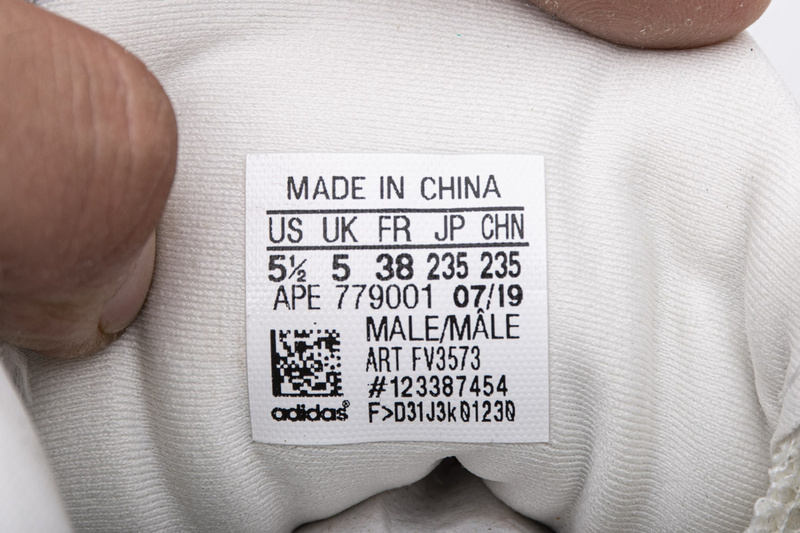 MADE IN CHINA
US UK FR JP CHN
5½ 5 38 235 235
APE 779001 07/19
MALE/MÂLE
ART FV3573
#123387454
adidas® F>D31J3k01230